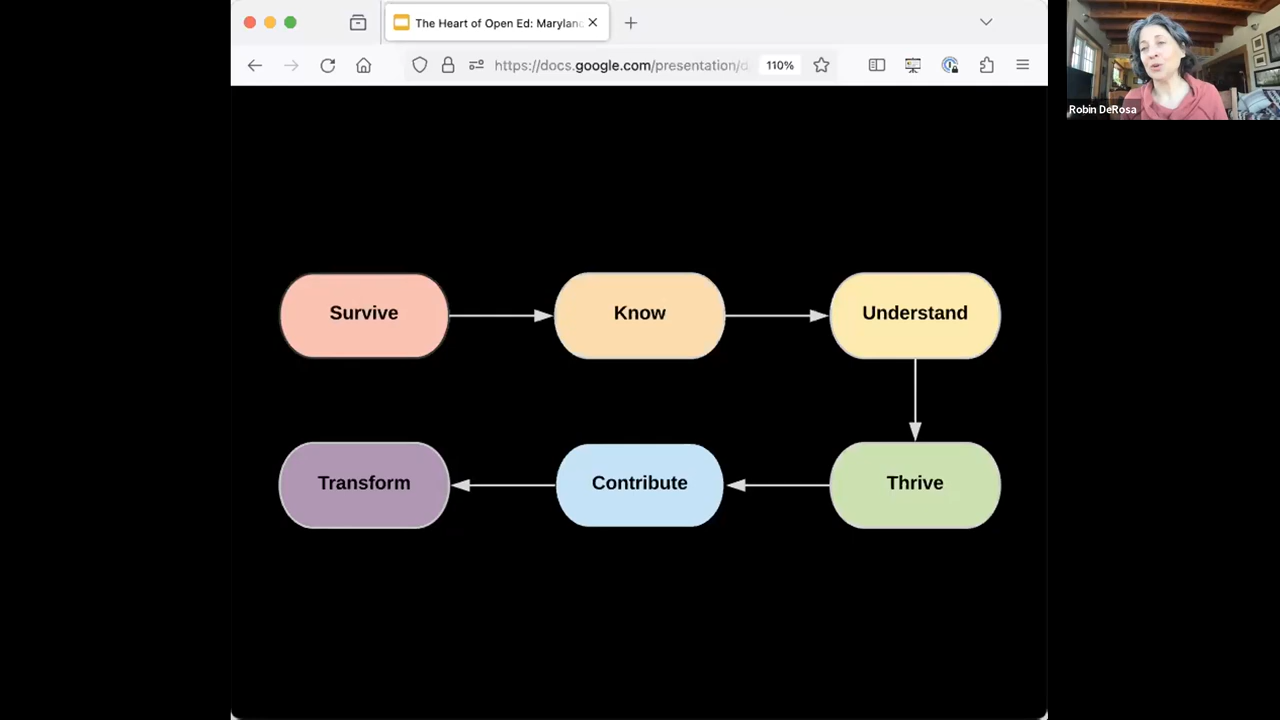 The Heart of Open Ed: Marylan
https://docs.google.com/presentation/d
110%
Robin DeRosa
Survive
Know
Understand
Transform
Contribute
Thrive